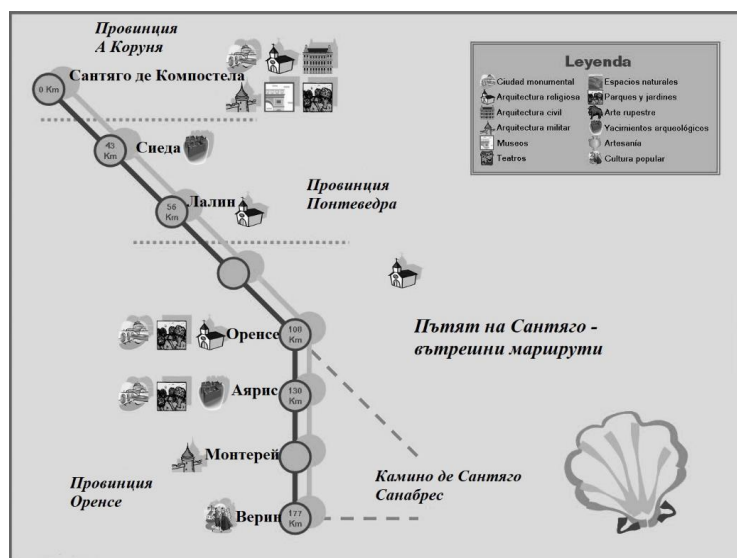 Провинция
А Коруня
Сантяго де Компостела
0 Km
Leyenda
Ciudad monumental
Espacios naturales
Arquitectura religiosa
Parques y jardines
Arquitectura civil
Arte rupestre
Arquitectura militar
Yacimientos arqueológicos
Museos
Artesanía
Teatros
Cultura popular
43
Km
Сиеда
Провинция
Понтеведра
56
Km
Лалин
Оренсе
108
Km
Пътят на Сантяго -
вътрешни маршрути
Аярис
130
Km
Монтерей
Провинция
Оренсе
Камино де Сантяго
Санабрес
Верин
177
Km